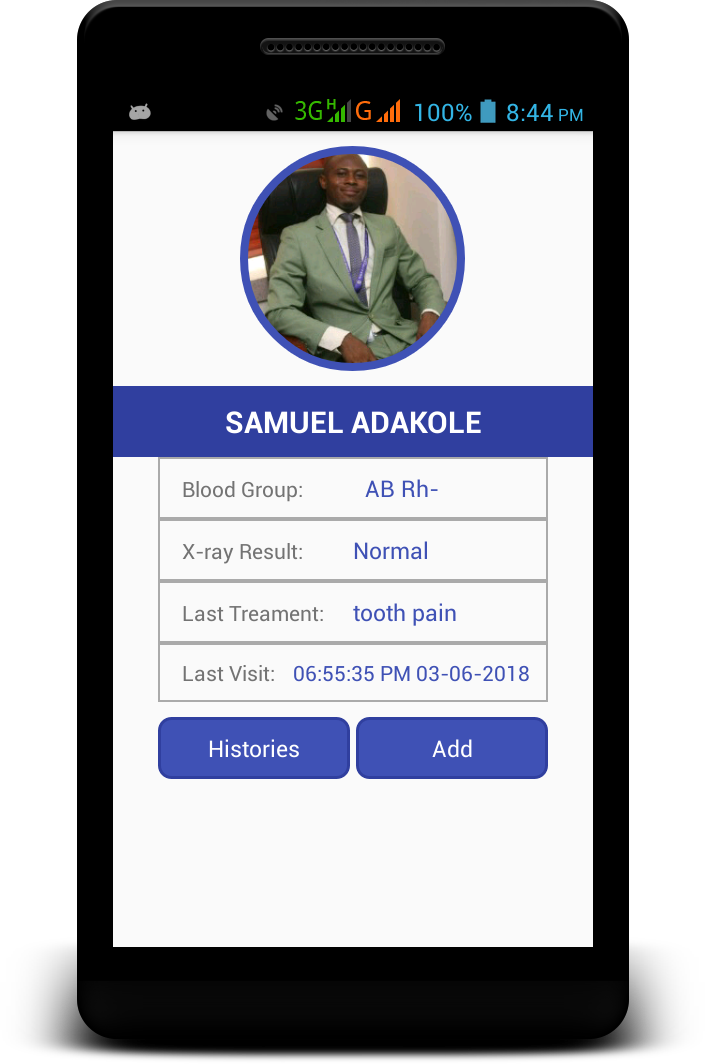 3G H G 100% 8:44 PM
SAMUEL ADAKOLE
Blood Group: AB Rh-
X-ray Result: Normal
Last Treament: tooth pain
Last Visit: 06:55:35 PM 03-06-2018
Histories Add